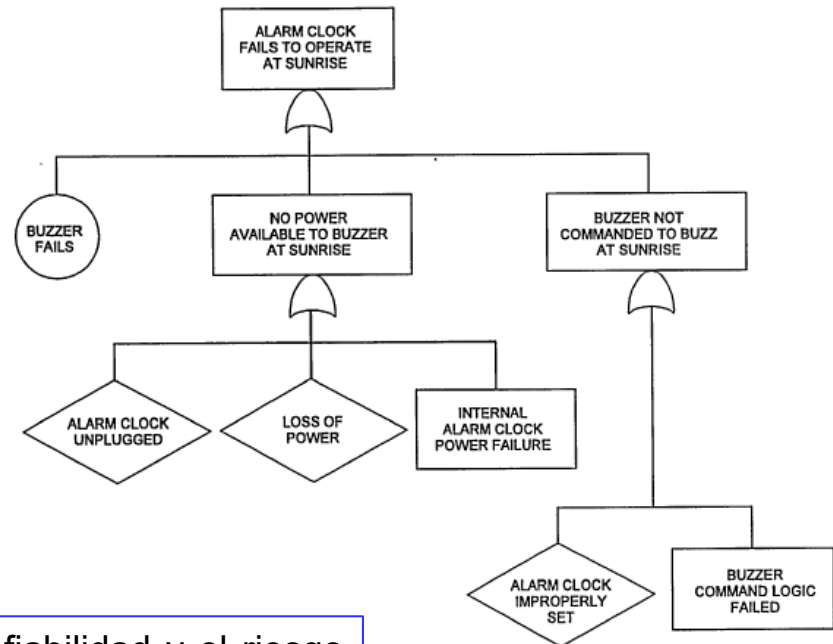 ALARM CLOCK
FAILS TO OPERATE
AT SUNRISE
BUZZER
FAILS
NO POWER
AVAILABLE TO BUZZER
AT SUNRISE
BUZZER NOT
COMMANDED TO BUZZ
AT SUNRISE
ALARM CLOCK
UNPLUGGED
LOSS OF
POWER
INTERNAL
ALARM CLOCK
POWER FAILURE
ALARM CLOCK
IMPROPERLY
SET
BUZZER
COMMAND LOGIC
FAILED
fiabilidad y el riesgo